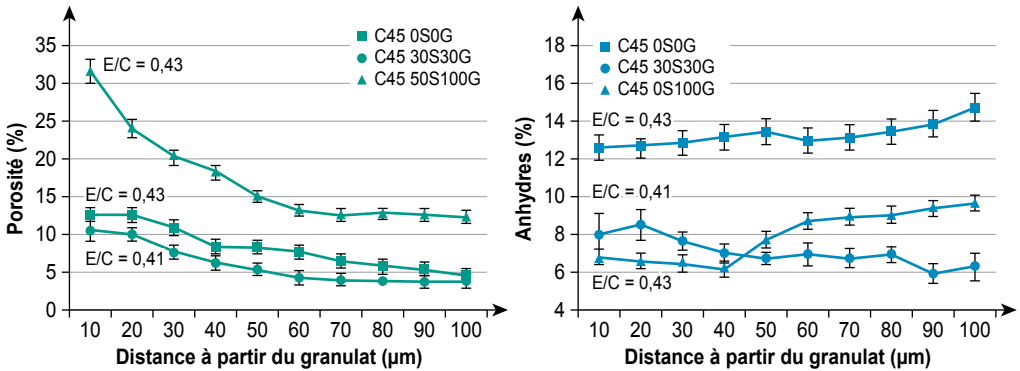 Porosité (%)
35
30
25
20
15
10
5
0
E/C = 0,43
E/C = 0,43
E/C = 0,41
C45 0S0G
C45 30S30G
C45 50S100G
10 20 30 40 50 60 70 80 90 100
Distance à partir du granulat (µm)
Anhydres (%)
18
16
14
12
10
8
6
4
C45 0S0G
C45 30S30G
C45 0S100G
E/C = 0,43
E/C = 0,41
E/C = 0,43
10 20 30 40 50 60 70 80 90 100
Distance à partir du granulat (µm)